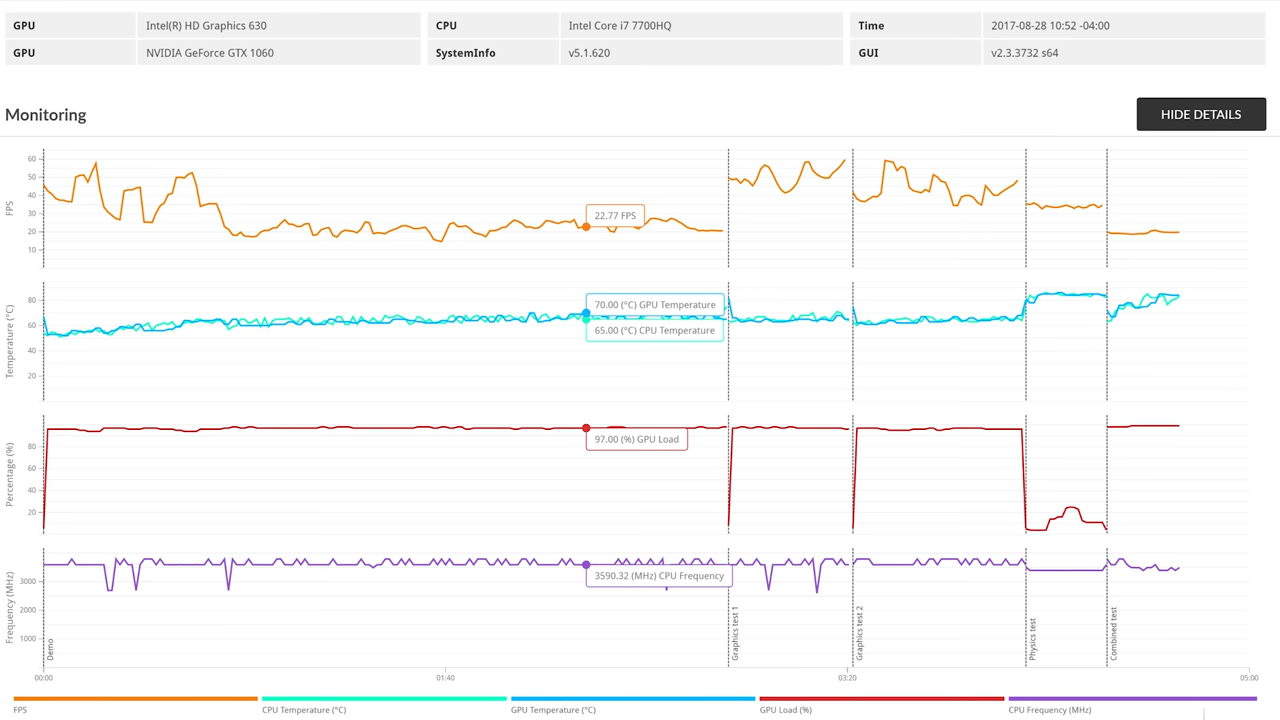 GPU Intel(R) HD Graphics 630 CPU Intel Core i7 7700HQ Time 2017-08-28 10:52 -04:00
GPU NVIDIA GeForce GTX 1060 SystemInfo v5.1.620 GUI v2.3.3732 s64
Monitoring
HIDE DETAILS
FPS
60
50
40
30
20
10
22.77 FPS
Temperature (°C)
80
60
40
20
70.00 (°C) GPU Temperature
65.00 (°C) CPU Temperature
Percentage (%)
80
60
40
20
97.00 (%) GPU Load
Frequency (MHz)
3000
2000
1000
3590.32 (MHz) CPU Frequency
Demo
Graphics test 1
Graphics test 2
Physics test
Combined test
00:00 01:40 03:20 05:00
FPS CPU Temperature (°C) GPU Temperature (°C) GPU Load (%) CPU Frequency (MHz)